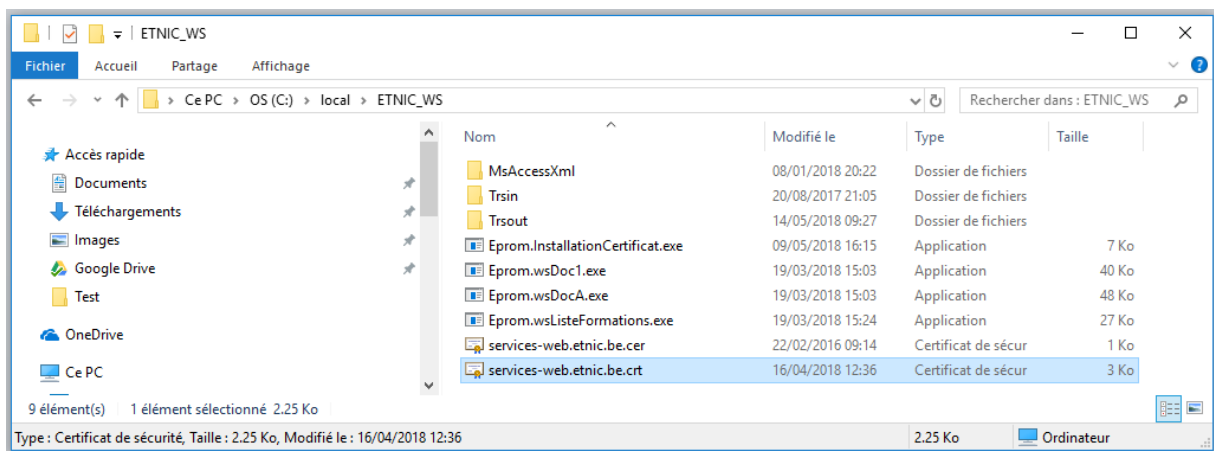 ETNIC_WS
Fichier Accueil Partage Affichage
Ce PC > OS (C:) > local > ETNIC_WS Rechercher dans : ETNIC_WS
Nom Modifié le Type Taille
Accès rapide
Documents
Téléchargements
Images
Google Drive
Test
OneDrive
Ce PC
MsAccessXml 08/01/2018 20:22 Dossier de fichiers
Trsin 20/08/2017 21:05 Dossier de fichiers
Trsout 14/05/2018 09:27 Dossier de fichiers
Eprom.InstallationCertificat.exe 09/05/2018 16:15 Application 7 Ko
Eprom.wsDoc1.exe 19/03/2018 15:03 Application 40 Ko
Eprom.wsDocA.exe 19/03/2018 15:03 Application 48 Ko
Eprom.wsListeFormations.exe 19/03/2018 15:24 Application 27 Ko
services-web.etnic.be.cer 22/02/2016 09:14 Certificat de sécur 1 Ko
services-web.etnic.be.crt 16/04/2018 12:36 Certificat de sécur 3 Ko
9 élément(s) 1 élément sélectionné 2.25 Ko
Type : Certificat de sécurité, Taille : 2.25 Ko, Modifié le : 16/04/2018 12:36 2.25 Ko Ordinateur